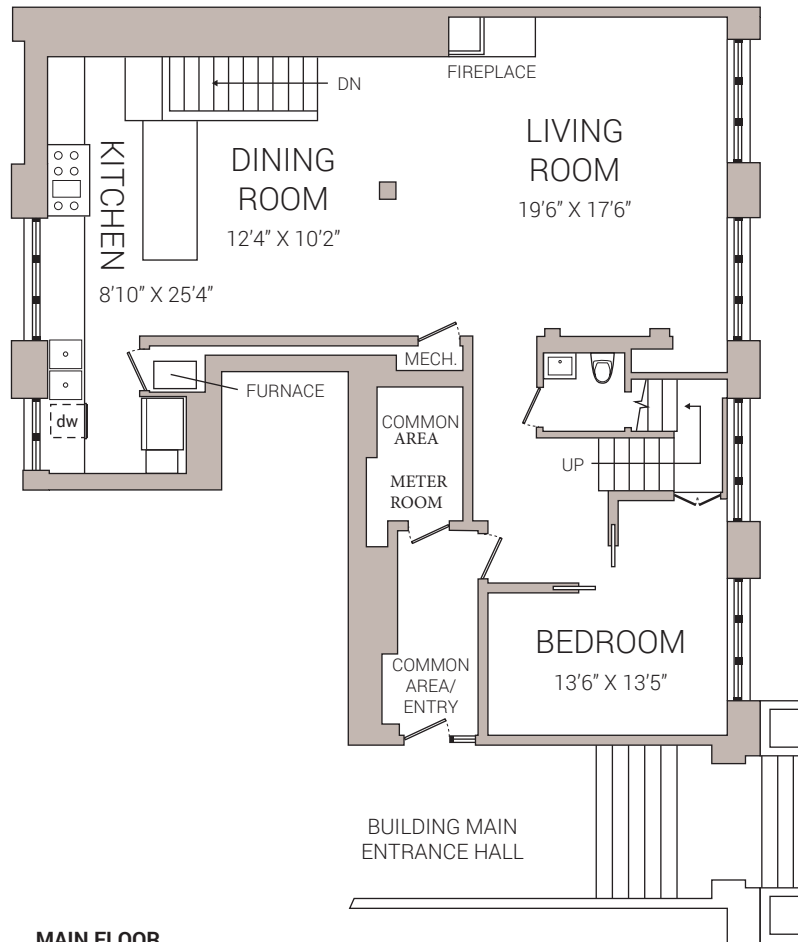 FIREPLACE
DN
LIVING
ROOM
19'6" X 17'6"
KITCHEN
8'10" X 25'4"
DINING
ROOM
12'4" X 10'2"
MECH.
FURNACE
dw
COMMON
AREA
METER
ROOM
UP
BEDROOM
13'6" X 13'5"
COMMON
AREA/
ENTRY
BUILDING MAIN
ENTRANCE HALL
MAIN FLOOR